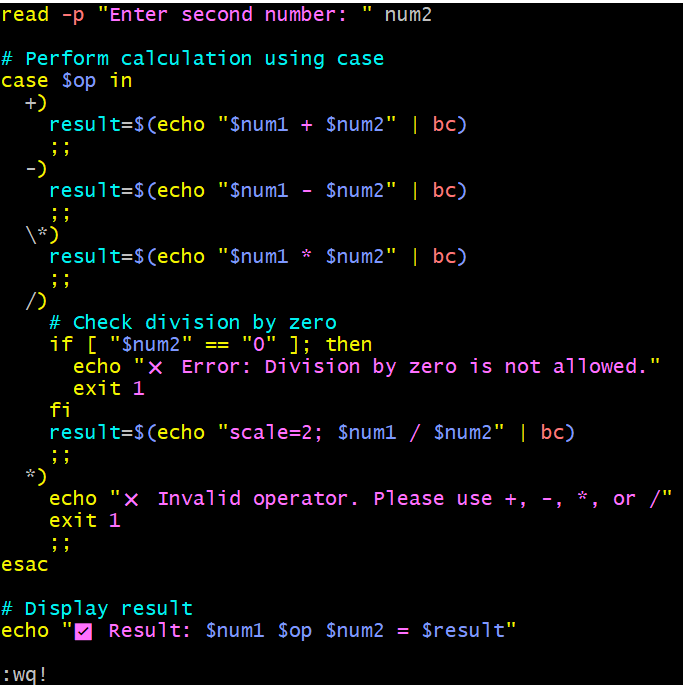 read -p "Enter second number: " num2
# Perform calculation using case
case $op in
  +)
    result=$(echo "$num1 + $num2" | bc)
    ;;
  -)
    result=$(echo "$num1 - $num2" | bc)
    ;;
  \*)
    result=$(echo "$num1 * $num2" | bc)
    ;;
  /)
    # Check division by zero
    if [ "$num2" == "0" ]; then
      echo "❌ Error: Division by zero is not allowed."
      exit 1
    fi
    result=$(echo "scale=2; $num1 / $num2" | bc)
    ;;
  *)
    echo "❌ Invalid operator. Please use +, -, *, or /"
    exit 1
    ;;
esac
# Display result
echo "✅ Result: $num1 $op $num2 = $result"
:wq!